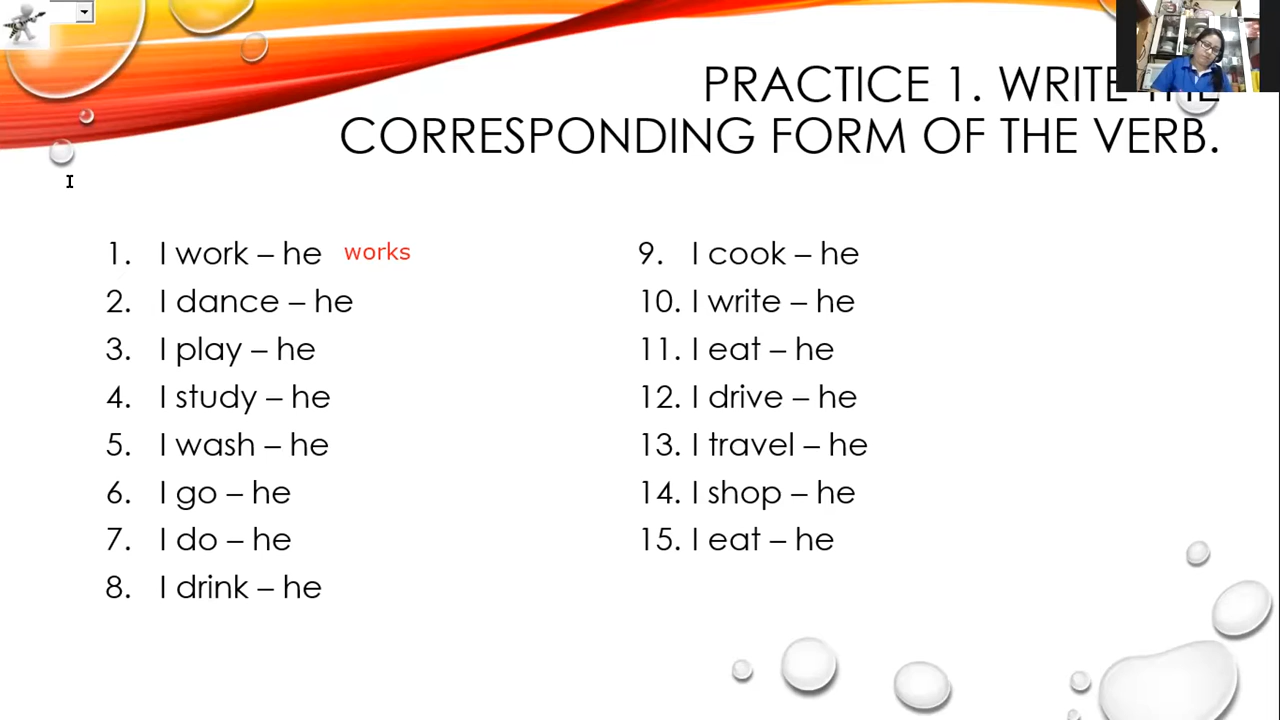 PRACTICE 1. WRITE THE
CORRESPONDING FORM OF THE VERB.
1. I work – he works
2. I dance – he
3. I play – he
4. I study – he
5. I wash – he
6. I go – he
7. I do – he
8. I drink – he
9. I cook – he
10. I write – he
11. I eat – he
12. I drive – he
13. I travel – he
14. I shop – he
15. I eat – he